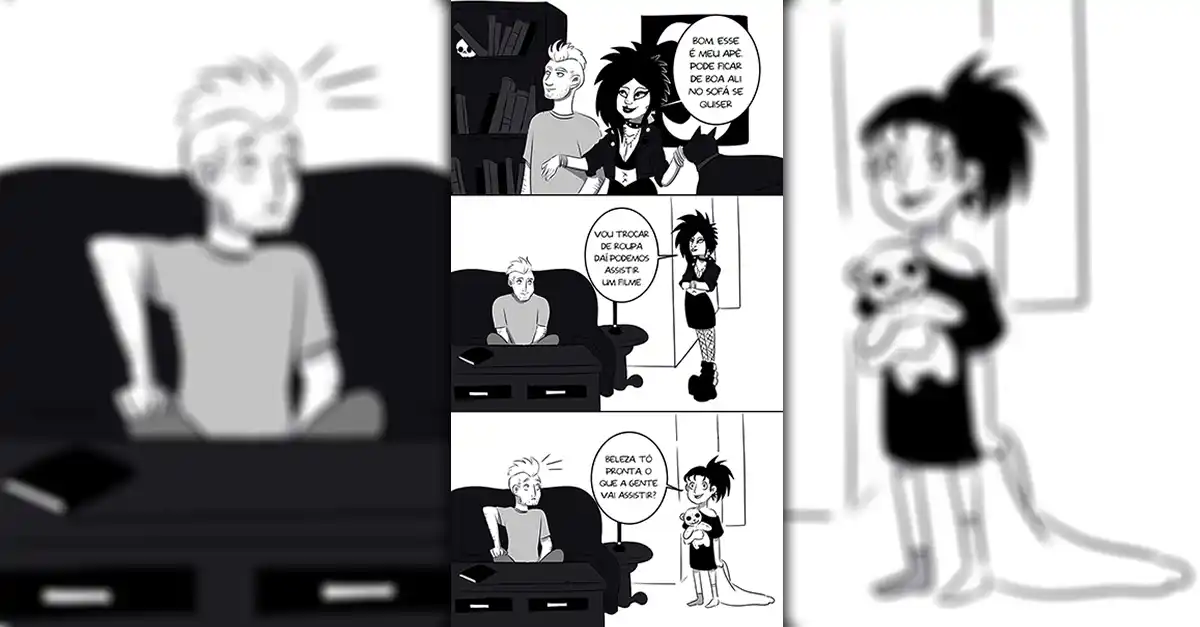 BOM, ESSE
É MEU APÊ.
PODE FICAR
DE BOA ALI
NO SOFÁ SE
QUISER
VOU TROCAR
DE ROUPA
DAÍ PODEMOS
ASSISTIR
UM FILME
BELEZA TÔ
PRONTA O
QUE A GENTE
VAI ASSISTIR?